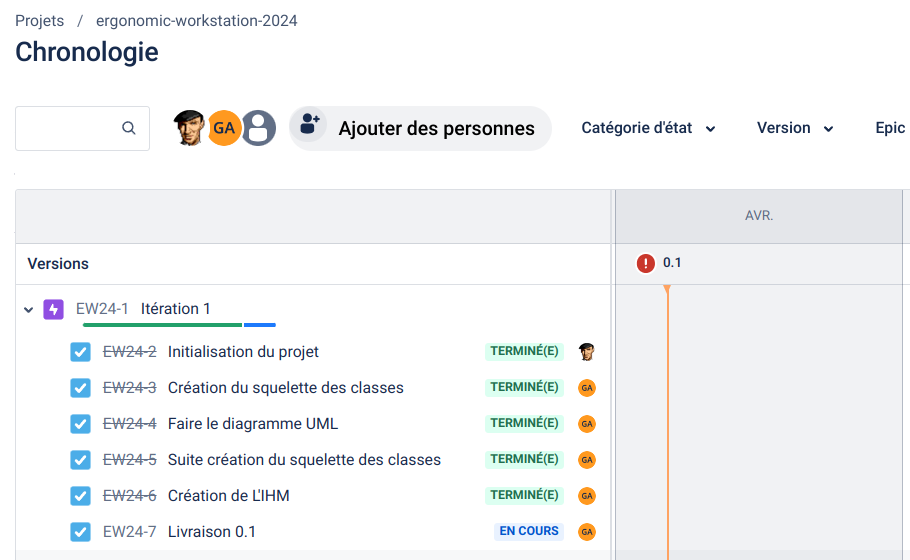 Projets / ergonomic-workstation-2024
Chronologie
GA Ajouter des personnes Catégorie d'état Version Epic
AVR.
Versions 0.1
EW24-1 Itération 1
EW24-2 Initialisation du projet TERMINÉ(E)
EW24-3 Création du squelette des classes TERMINÉ(E) GA
EW24-4 Faire le diagramme UML TERMINÉ(E) GA
EW24-5 Suite création du squelette des classes TERMINÉ(E) GA
EW24-6 Création de L'IHM TERMINÉ(E) GA
EW24-7 Livraison 0.1 EN COURS GA